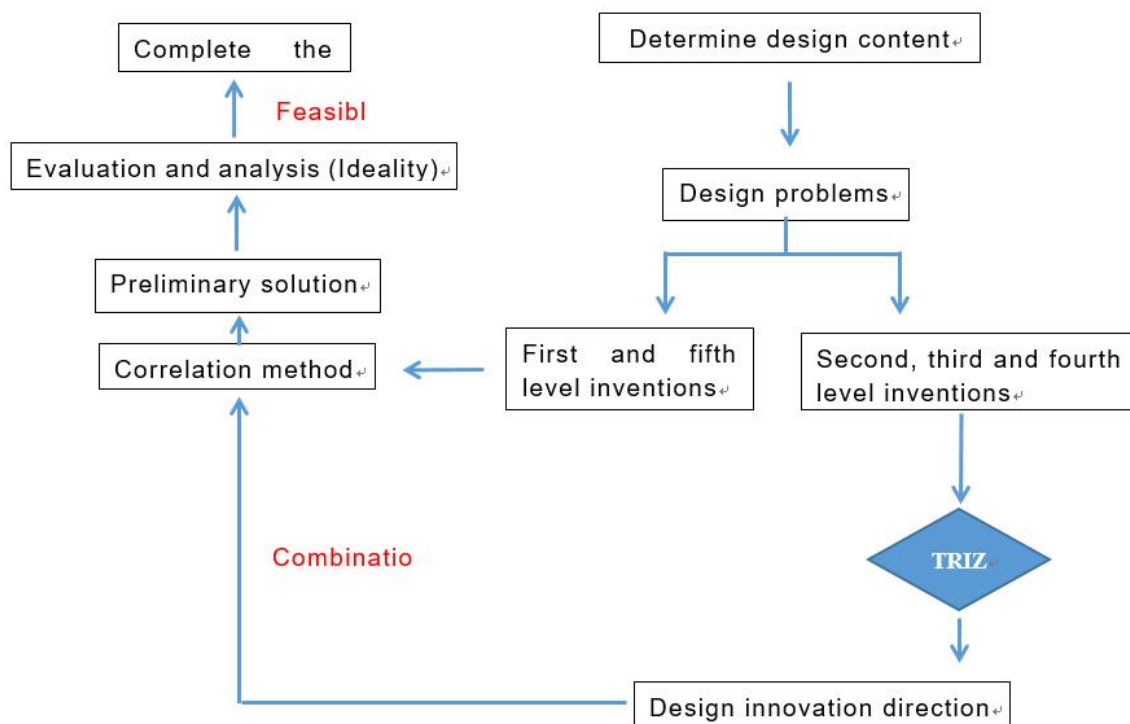 Complete the
Determine design content
Feasibl
Evaluation and analysis (Ideality)
Design problems
Preliminary solution
Correlation method
First and fifth
level inventions
Second, third and fourth
level inventions
TRIZ
Combinatio
Design innovation direction